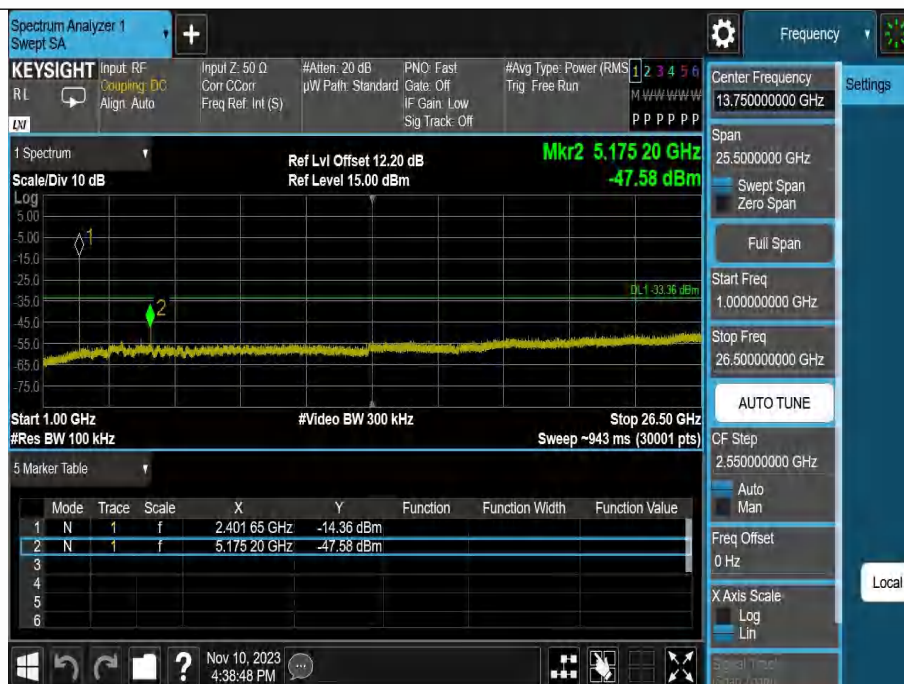 Spectrum Analyzer 1
Swept SA
Frequency
KEYSIGHT
Input: RF
Input Z: 50 Ω
#Atten: 20 dB
PNO: Fast
#Avg Type: Power (RMS
1 2 3 4 5 6
R L
Coupling: DC
Corr CCorr
µW Path: Standard
Gate: Off
Trig: Free Run
M W W W W W
Align: Auto
Freq Ref: Int (S)
IF Gain: Low
Sig Track: Off
P P P P P P
LXI
1 Spectrum
Ref Lvl Offset 12.20 dB
Mkr2 5.175 20 GHz
Scale/Div 10 dB
Ref Level 15.00 dBm
-47.58 dBm
Log
5.00
-5.00
1
-15.0
-25.0
DL1 -33.36 dBm
-35.0
2
-45.0
-55.0
-65.0
-75.0
Start 1.00 GHz
#Video BW 300 kHz
Stop 26.50 GHz
#Res BW 100 kHz
Sweep ~943 ms (30001 pts)
5 Marker Table
Mode Trace Scale X Y Function Function Width Function Value
1 N 1 f 2.401 65 GHz -14.36 dBm
2 N 1 f 5.175 20 GHz -47.58 dBm
3
4
5
6
Nov 10, 2023
4:38:48 PM
Center Frequency
13.750000000 GHz
Settings
Span
25.5000000 GHz
Swept Span
Zero Span
Full Span
Start Freq
1.000000000 GHz
Stop Freq
26.500000000 GHz
AUTO TUNE
CF Step
2.550000000 GHz
Auto
Man
Freq Offset
0 Hz
Local
X Axis Scale
Log
Lin
Signal Track